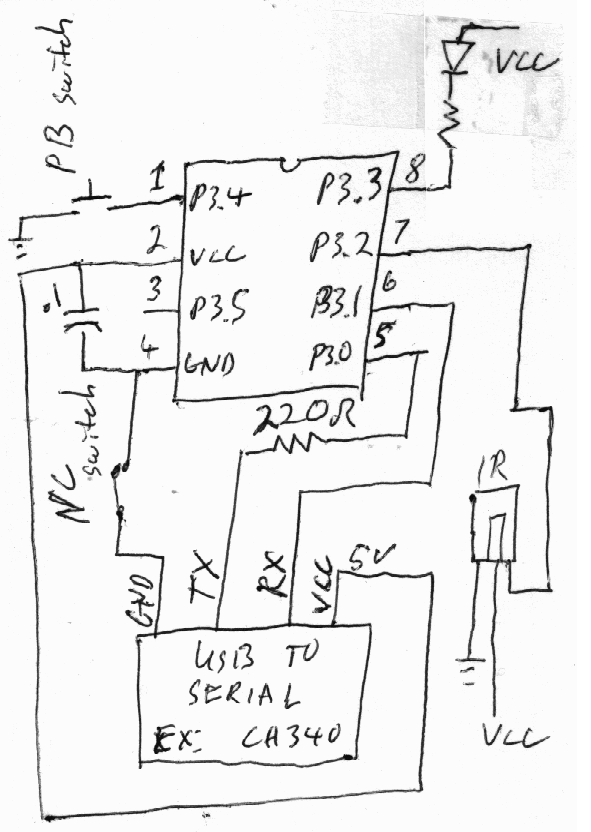 PB switch
VCC
1
P3.4
P3.3
8
2
VCC
P3.2
7
3
P3.5
P3.1
6
.1
4
GND
P3.0
5
220Ω
NC
switch
IR
GND
TX
RX
VCC
5V
USB TO
SERIAL
EX: CH340
VCC